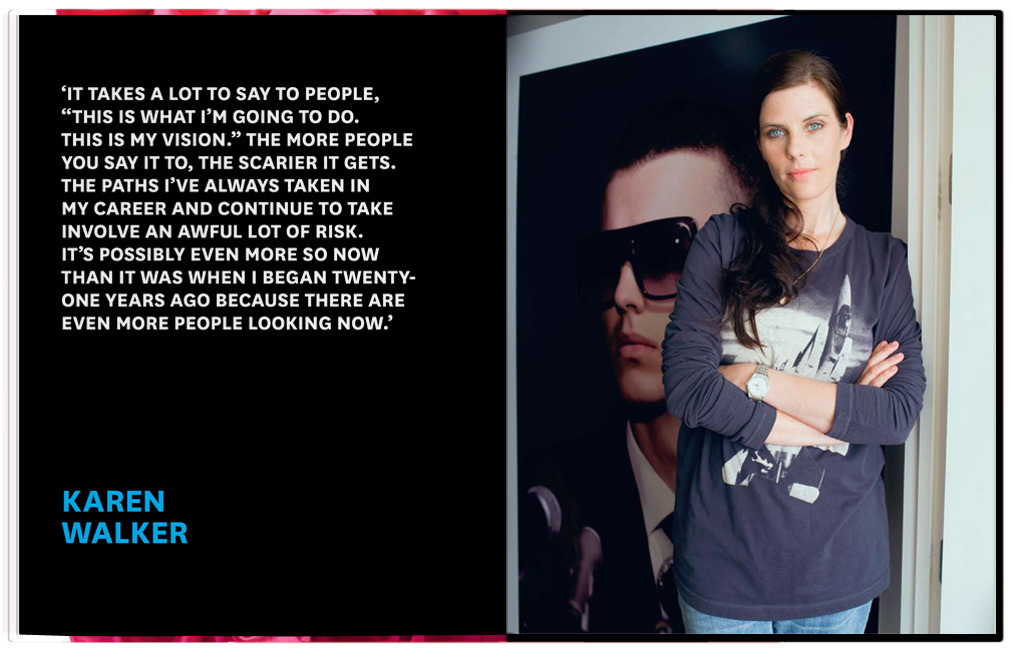 ‘IT TAKES A LOT TO SAY TO PEOPLE,
“THIS IS WHAT I’M GOING TO DO.
THIS IS MY VISION.” THE MORE PEOPLE
YOU SAY IT TO, THE SCARIER IT GETS.
THE PATHS I’VE ALWAYS TAKEN IN
MY CAREER AND CONTINUE TO TAKE
INVOLVE AN AWFUL LOT OF RISK.
IT’S POSSIBLY EVEN MORE SO NOW
THAN IT WAS WHEN I BEGAN TWENTY-
ONE YEARS AGO BECAUSE THERE ARE
EVEN MORE PEOPLE LOOKING NOW.’
KAREN
WALKER